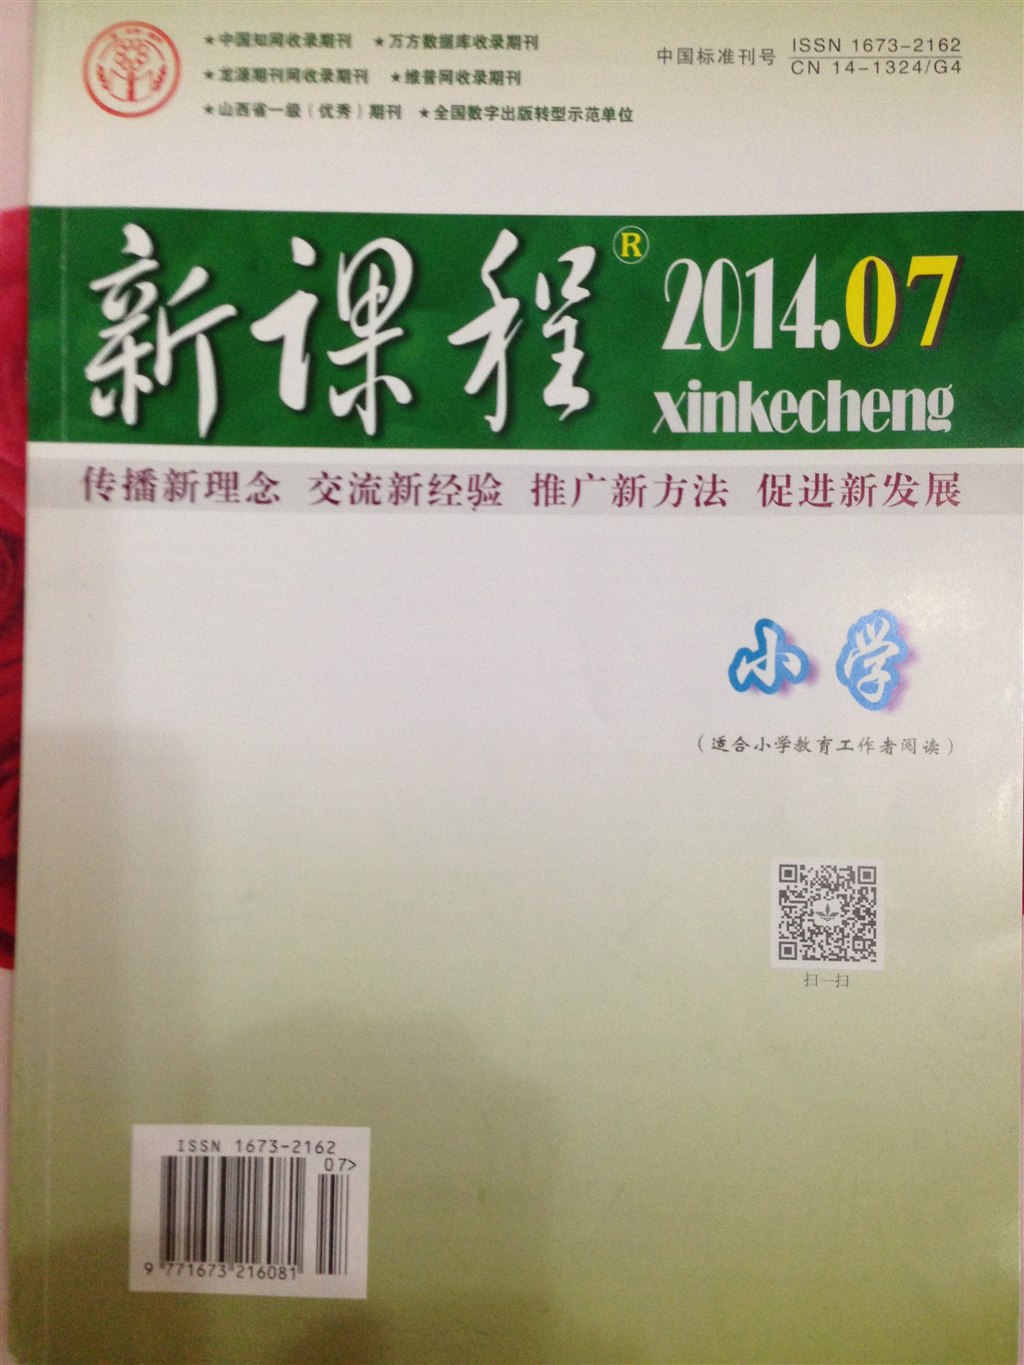 ★中国知网收录期刊 ★万方数据库收录期刊
★龙源期刊网收录期刊 ★维普网收录期刊
★山西省一级（优秀）期刊 ★全国数字出版转型示范单位
中国标准刊号 ISSN 1673-2162
CN 14-1324/G4
新课程®
2014.07
xinkecheng
传播新理念 交流新经验 推广新方法 促进新发展
小学
（适合小学教育工作者阅读）
扫一扫
ISSN 1673-2162
07>
9 771673 216081